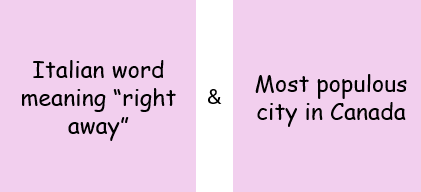 Italian word
meaning “right
away”
&
Most populous
city in Canada